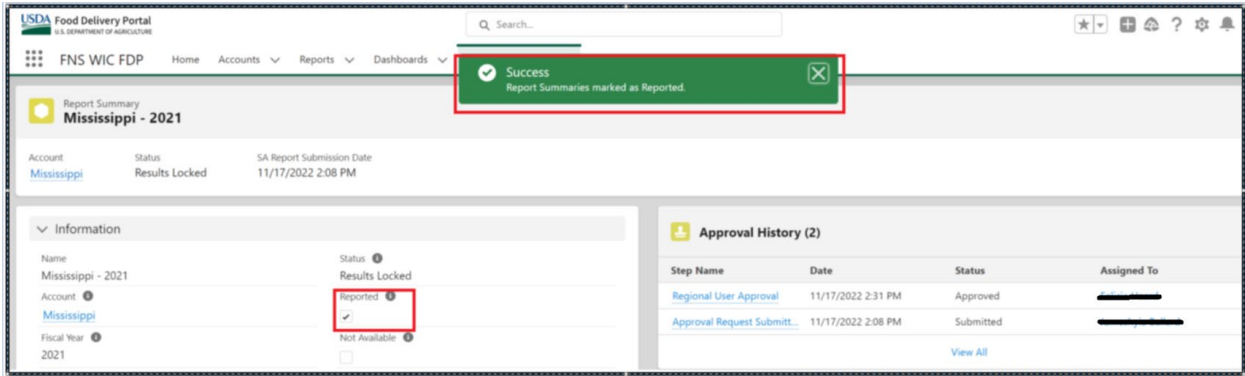 USDA Food Delivery Portal
U.S. DEPARTMENT OF AGRICULTURE
Search...
FNS WIC FDP Home Accounts Reports Dashboards
Success
Report Summaries marked as Reported.
Report Summary
Mississippi - 2021
Account Status SA Report Submission Date
Mississippi Results Locked 11/17/2022 2:08 PM
Information
Name Status
Mississippi - 2021 Results Locked
Account Reported
Mississippi
Fiscal Year Not Available
2021
Approval History (2)
Step Name Date Status Assigned To
Regional User Approval 11/17/2022 2:31 PM Approved
Approval Request Submitt... 11/17/2022 2:08 PM Submitted
View All